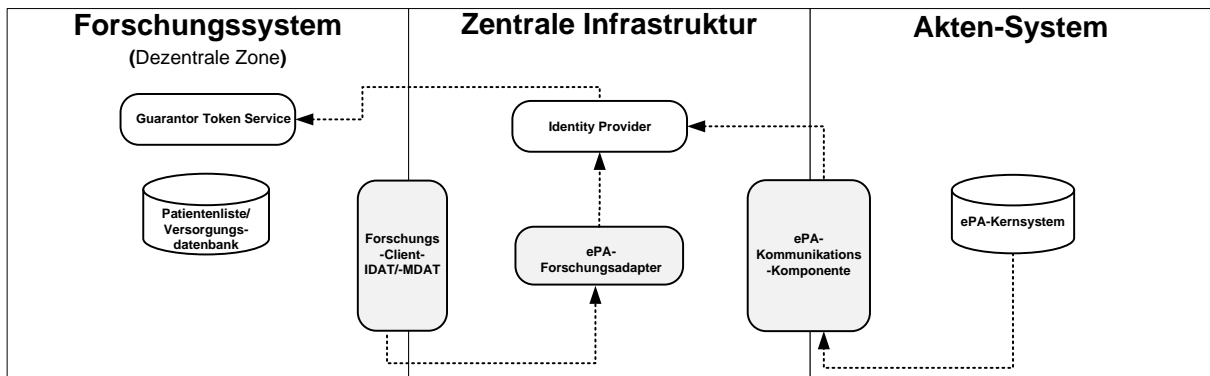 Forschungssystem
(Dezentrale Zone)
Zentrale Infrastruktur
Akten-System
Guarantor Token Service
Identity Provider
Patientenliste/
Versorgungs-
datenbank
Forschungs
-Client-
IDAT/-MDAT
ePA-
Forschungsadapter
ePA-
Kommunikations
-Komponente
ePA-Kernsystem